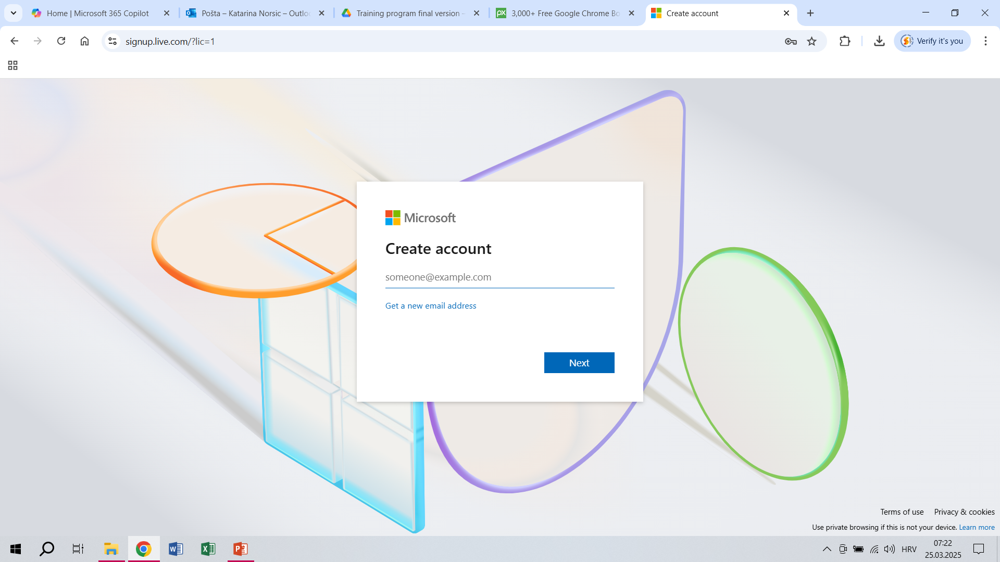 Home | Microsoft 365 Copilot
Pošta – Katarina Norsic – Outlo
Training program final version –
3,000+ Free Google Chrome Bo
Create account
signup.live.com/?lic=1
Verify it's you
Microsoft
Create account
someone@example.com
Get a new email address
Next
Terms of use
Privacy & cookies
Use private browsing if this is not your device. Learn more
HRV
07:22
25.03.2025